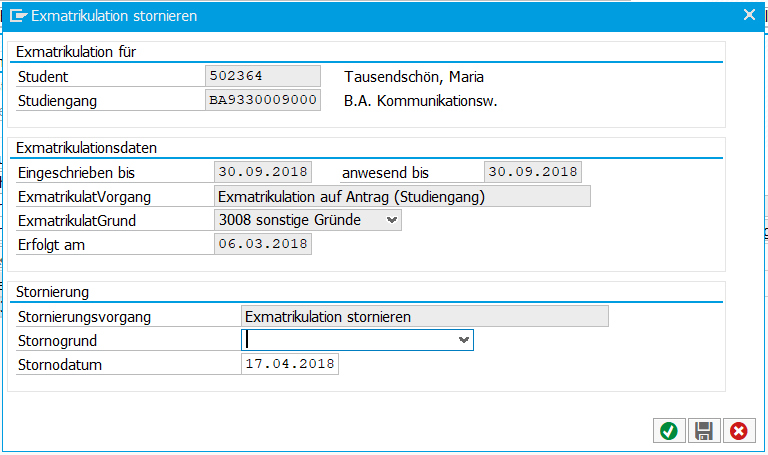 Exmatrikulation stornieren
Exmatrikulation für
Student 502364 Tausendschön, Maria
Studiengang BA9330009000 B.A. Kommunikationsw.
Exmatrikulationsdaten
Eingeschrieben bis 30.09.2018 anwesend bis 30.09.2018
ExmatrikulatVorgang Exmatrikulation auf Antrag (Studiengang)
ExmatrikulatGrund 3008 sonstige Gründe
Erfolgt am 06.03.2018
Stornierung
Stornierungsvorgang Exmatrikulation stornieren
Stornogrund
Stornodatum 17.04.2018